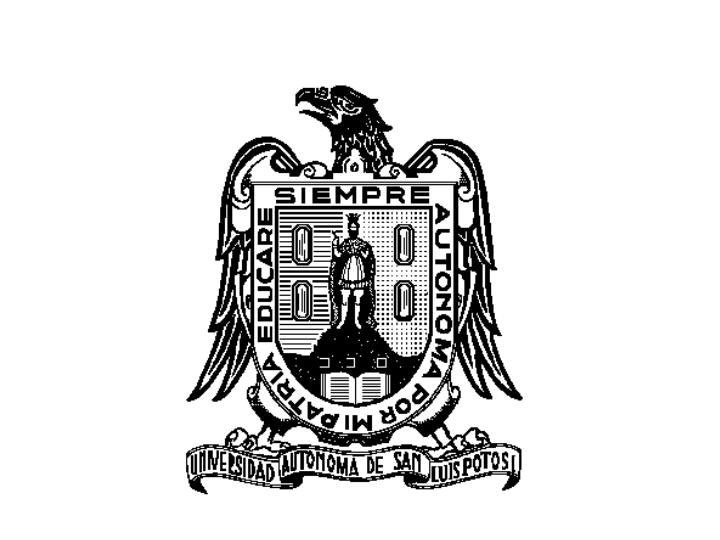 SIEMPRE AUTONOMA POR MI PATRIA EDUCARE
UNIVERSIDAD AUTONOMA DE SAN LUIS POTOSI